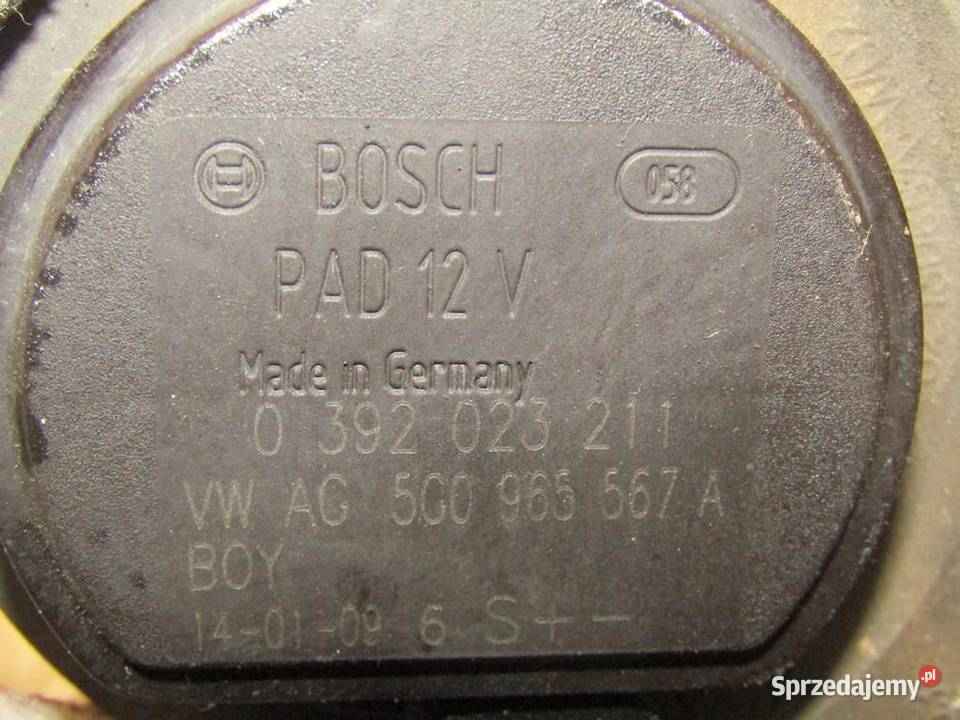 BOSCH 058
PAD 12 V
Made in Germany
0 392 023 211
VW AG 5G0 965 567 A
BOY
14-01-09 6 S + -
Sprzedajemy.pl